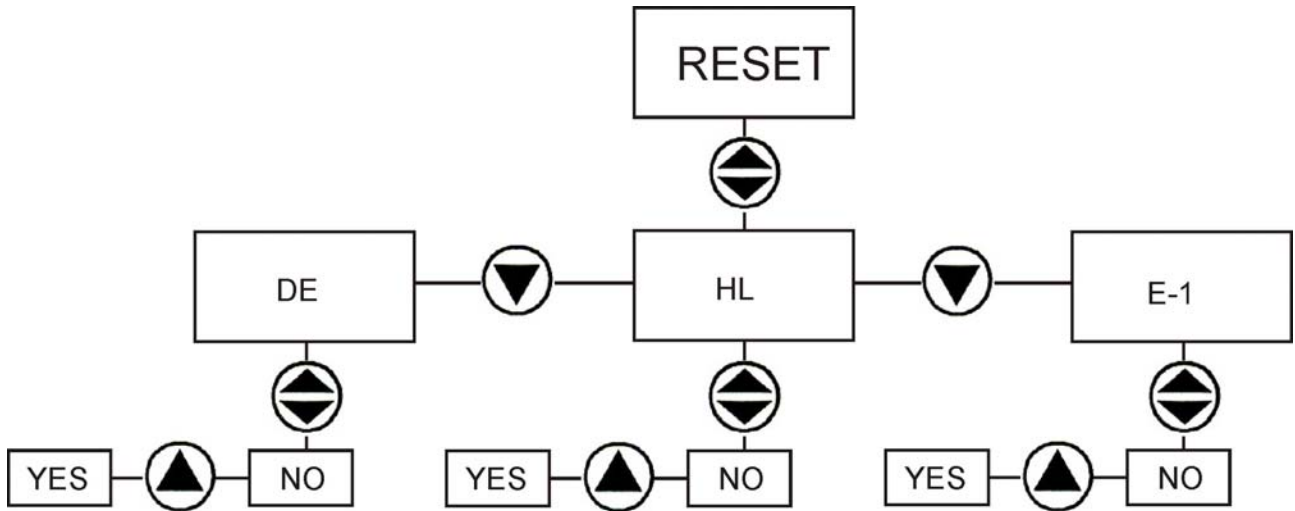 RESET
DE
HL
E-1
YES
NO
YES
NO
YES
NO